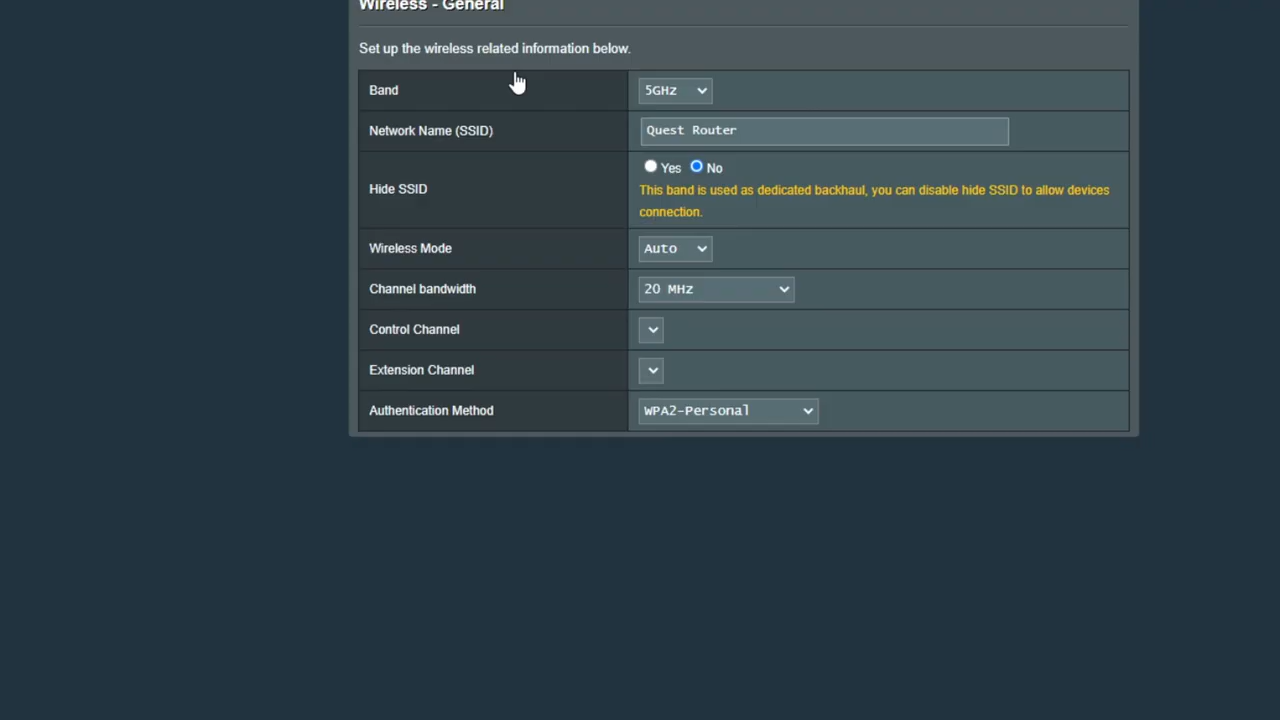 Wireless - General
Set up the wireless related information below.
Band 5GHz
Network Name (SSID) Quest Router
Hide SSID Yes No
This band is used as dedicated backhaul, you can disable hide SSID to allow devices
connection.
Wireless Mode Auto
Channel bandwidth 20 MHz
Control Channel
Extension Channel
Authentication Method WPA2-Personal